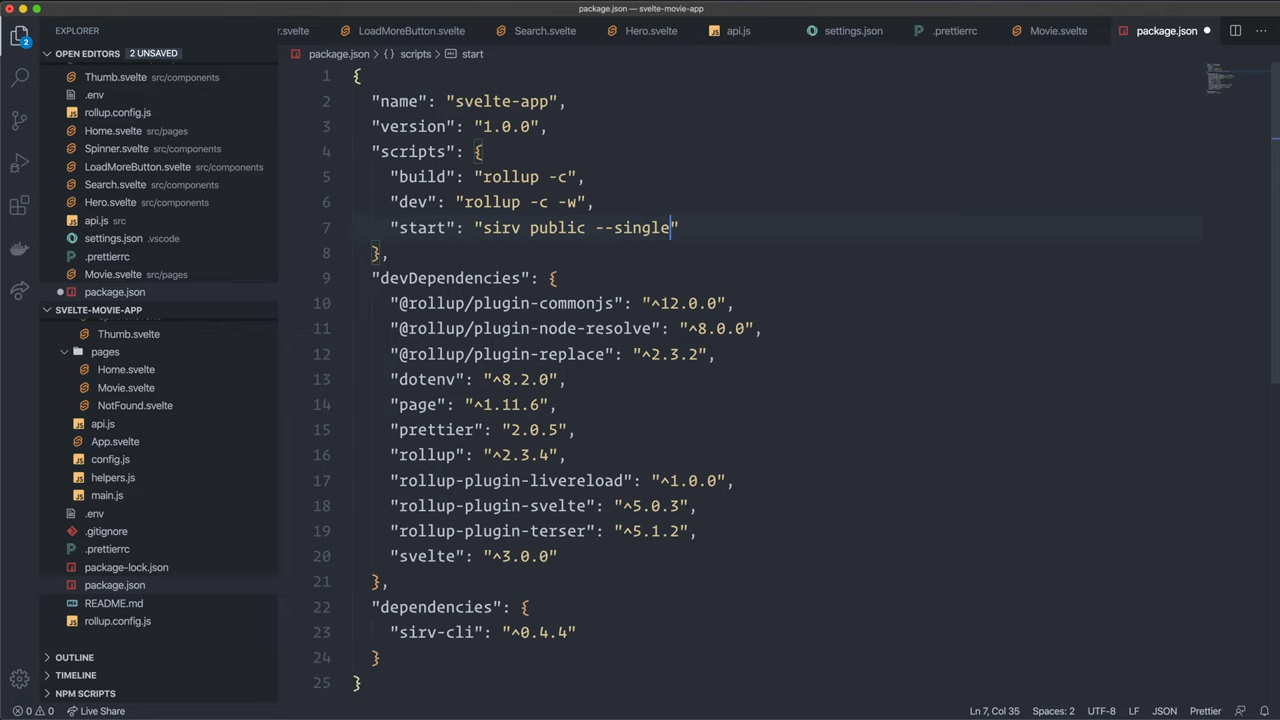 package.json — svelte-movie-app
EXPLORER
r.svelte
LoadMoreButton.svelte
Search.svelte
Hero.svelte
api.js
settings.json
.prettierrc
Movie.svelte
package.json
OPEN EDITORS 2 UNSAVED
package.json > {} scripts > start
Thumb.svelte src/components
.env
rollup.config.js
Home.svelte src/pages
Spinner.svelte src/components
LoadMoreButton.svelte src/components
Search.svelte src/components
api.js src
settings.json .vscode
.prettierrc
Movie.svelte src/pages
package.json
SVELTE-MOVIE-APP
Thumb.svelte
pages
Home.svelte
Movie.svelte
NotFound.svelte
api.js
App.svelte
config.js
helpers.js
main.js
.env
.gitignore
.prettierrc
package-lock.json
package.json
README.md
rollup.config.js
OUTLINE
TIMELINE
NPM SCRIPTS
1 {
2 "name": "svelte-app",
3 "version": "1.0.0",
4 "scripts": {
5 "build": "rollup -c",
6 "dev": "rollup -c -w",
7 "start": "sirv public --single"
8 },
9 "devDependencies": {
10 "@rollup/plugin-commonjs": "^12.0.0",
11 "@rollup/plugin-node-resolve": "^8.0.0",
12 "@rollup/plugin-replace": "^2.3.2",
13 "dotenv": "^8.2.0",
14 "page": "^1.11.6",
15 "prettier": "2.0.5",
16 "rollup": "^2.3.4",
17 "rollup-plugin-livereload": "^1.0.0",
18 "rollup-plugin-svelte": "^5.0.3",
19 "rollup-plugin-terser": "^5.1.2",
20 "svelte": "^3.0.0"
21 },
22 "dependencies": {
23 "sirv-cli": "^0.4.4"
24 }
25 }
2
0 0 Live Share
Ln 7, Col 35 Spaces: 2 UTF-8 LF JSON Prettier